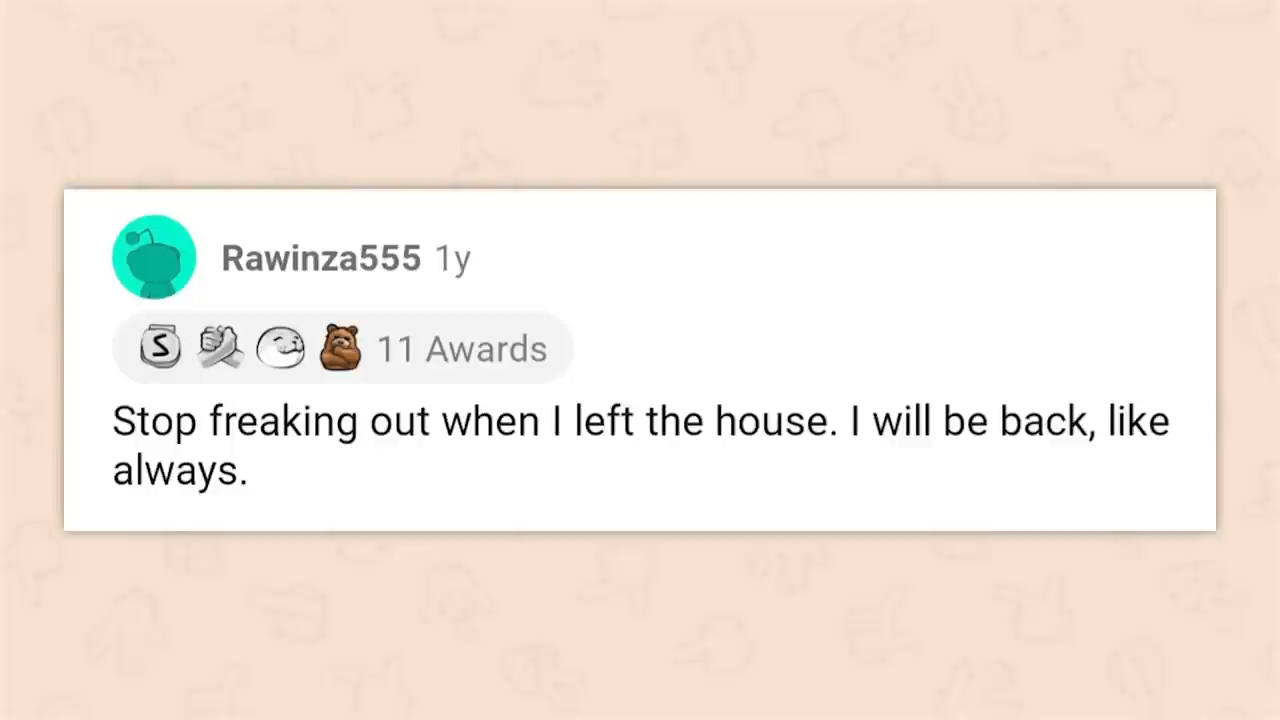 Rawinza555 1y
S 11 Awards
Stop freaking out when I left the house. I will be back, like
always.